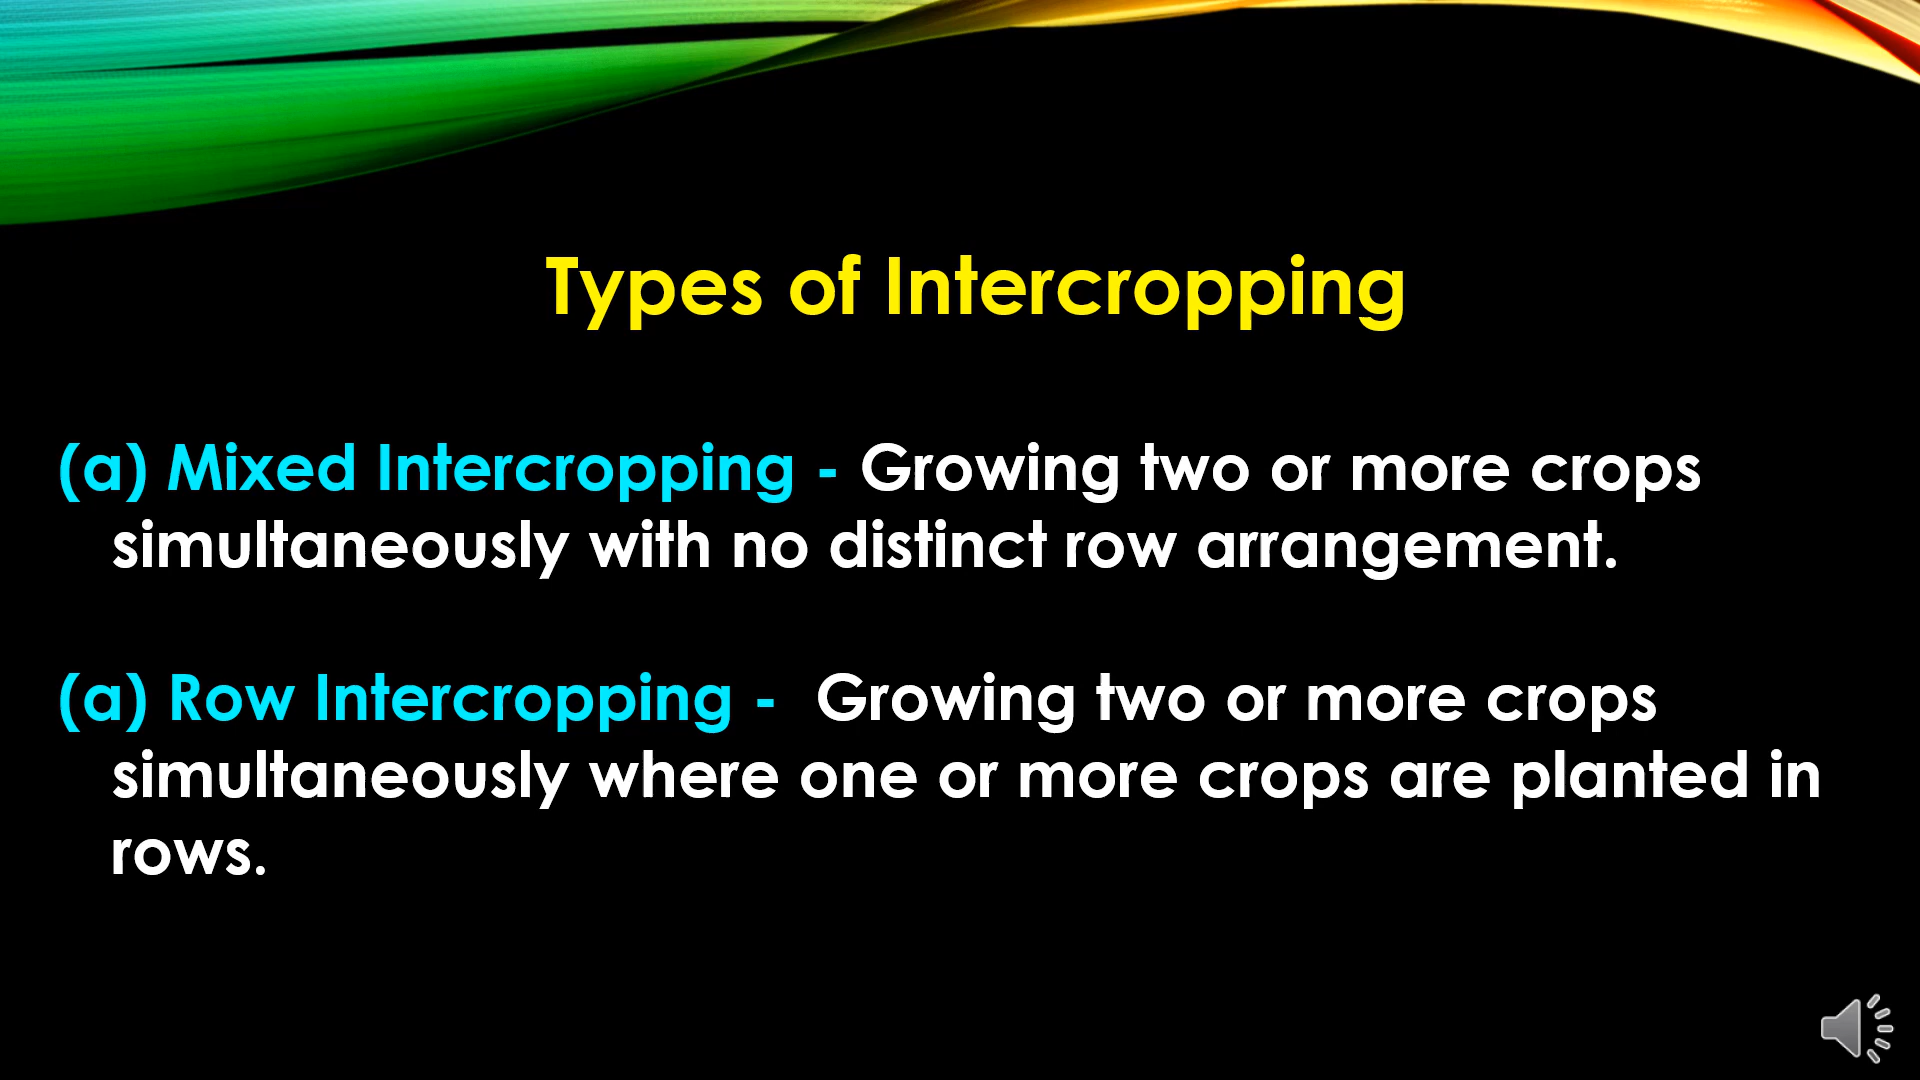 Types of Intercropping
(a) Mixed Intercropping - Growing two or more crops
simultaneously with no distinct row arrangement.
(a) Row Intercropping -  Growing two or more crops
simultaneously where one or more crops are planted in
rows.